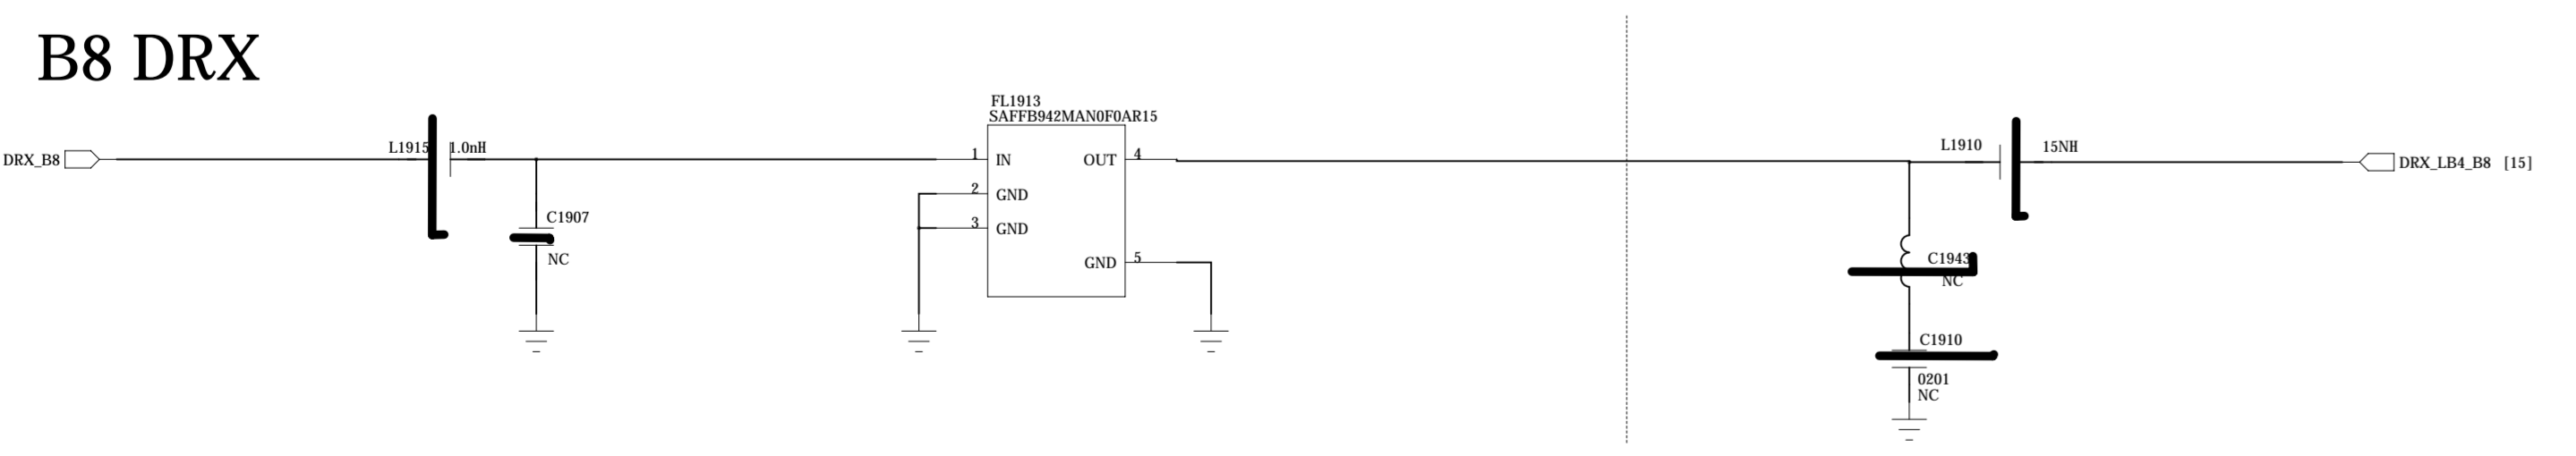 B8 DRX
FL1913
SAFFB942MAN0F0AR15
DRX_B8
L1915 1.0nH
1 IN
OUT 4
L1910 15NH
DRX_LB4_B8 [15]
2 GND
C1907
3 GND
NC
GND 5
C1943
NC
C1910
0201
NC